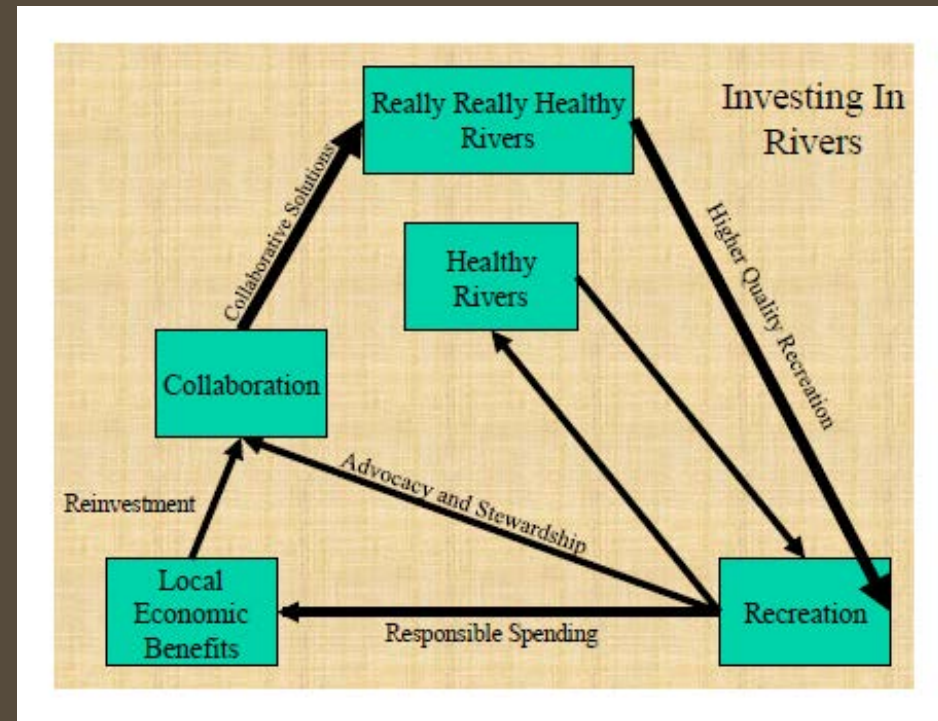 Investing In
Rivers
Really Really Healthy
Rivers
Collaborative Solutions
Higher Quality Recreation
Healthy
Rivers
Collaboration
Advocacy and Stewardship
Reinvestment
Local
Economic
Benefits
Responsible Spending
Recreation